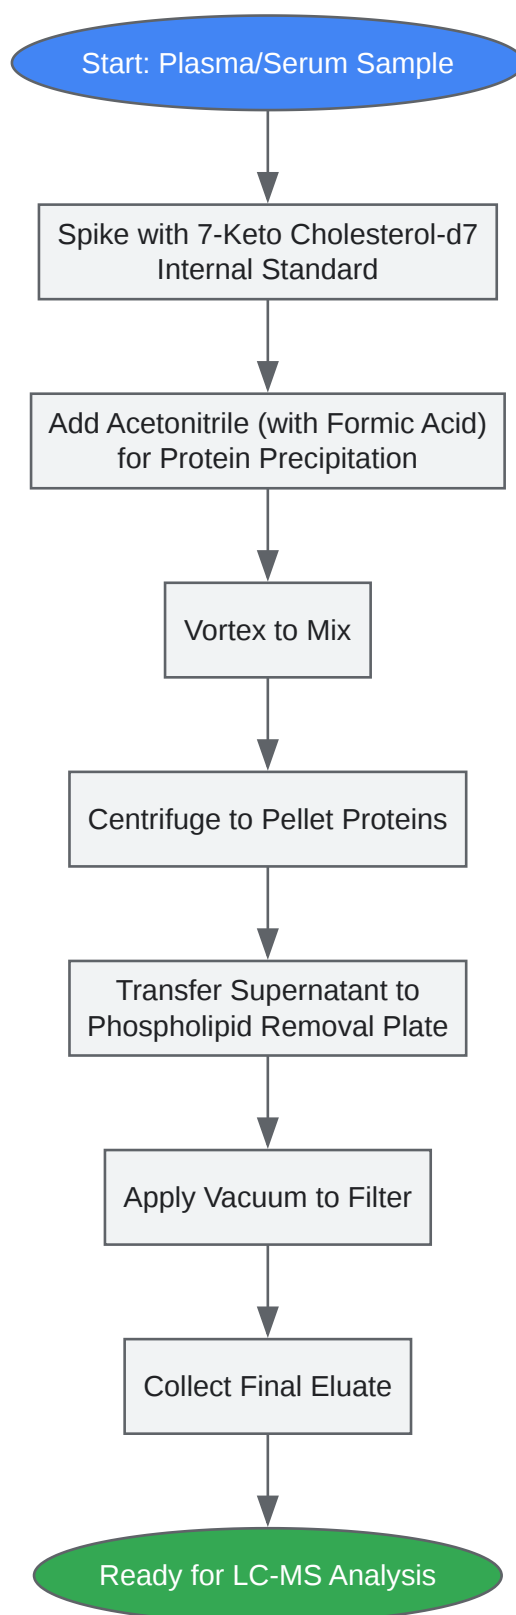 Start: Plasma/Serum Sample
Spike with 7-Keto Cholesterol-d7
Internal Standard
Add Acetonitrile (with Formic Acid)
for Protein Precipitation
Vortex to Mix
Centrifuge to Pellet Proteins
Transfer Supernatant to
Phospholipid Removal Plate
Apply Vacuum to Filter
Collect Final Eluate
Ready for LC-MS Analysis